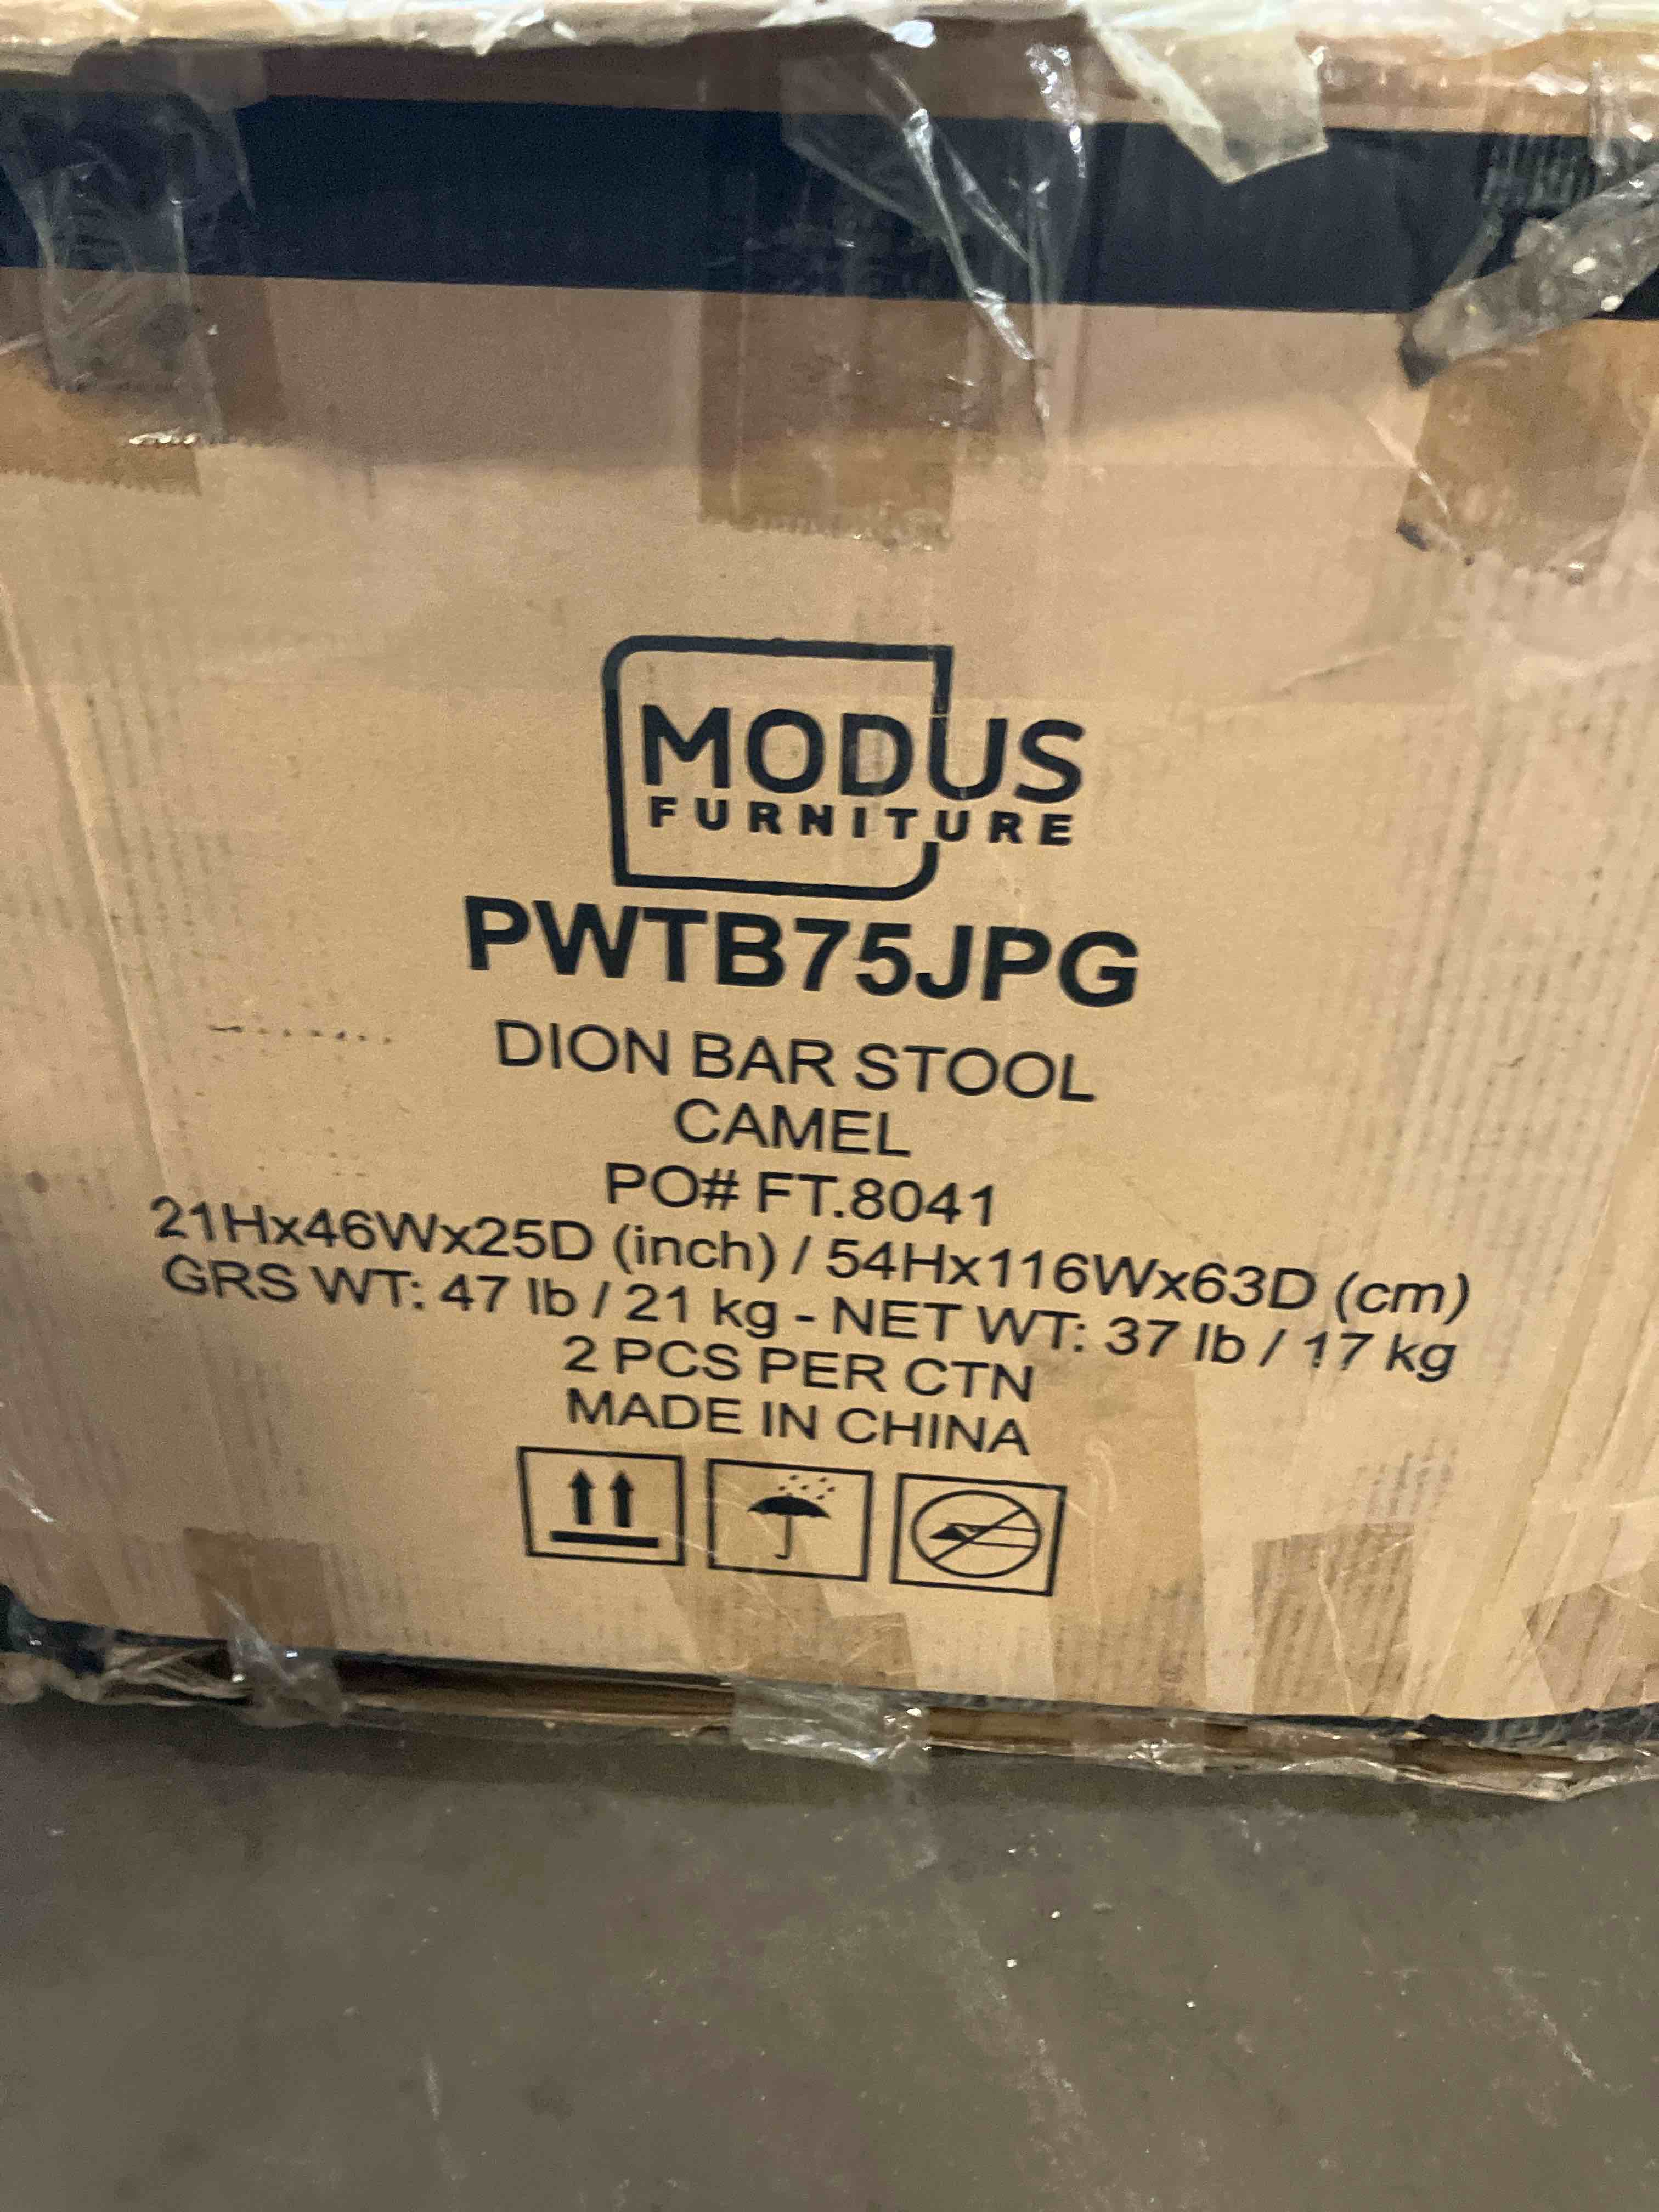 MODUS
FURNITURE
PWTB75JPG
DION BAR STOOL
CAMEL
PO# FT.8041
21Hx46Wx25D (inch) / 54Hx116Wx63D (cm)
GRS WT: 47 lb / 21 kg - NET WT: 37 lb / 17 kg
2 PCS PER CTN
MADE IN CHINA